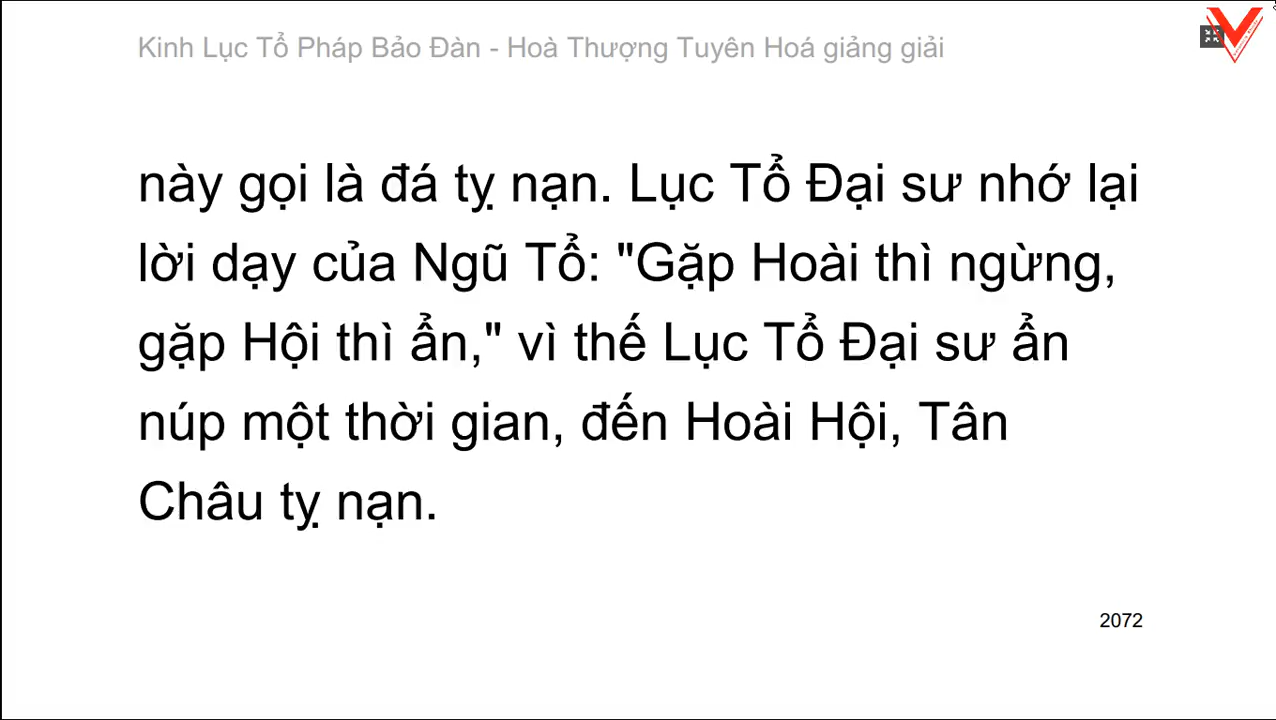 Kinh Lục Tổ Pháp Bảo Đàn - Hoà Thượng Tuyên Hoá giảng giải
này gọi là đá tỵ nạn. Lục Tổ Đại sư nhớ lại
lời dạy của Ngũ Tổ: "Gặp Hoài thì ngừng,
gặp Hội thì ẩn," vì thế Lục Tổ Đại sư ẩn
núp một thời gian, đến Hoài Hội, Tân
Châu tỵ nạn.
2072